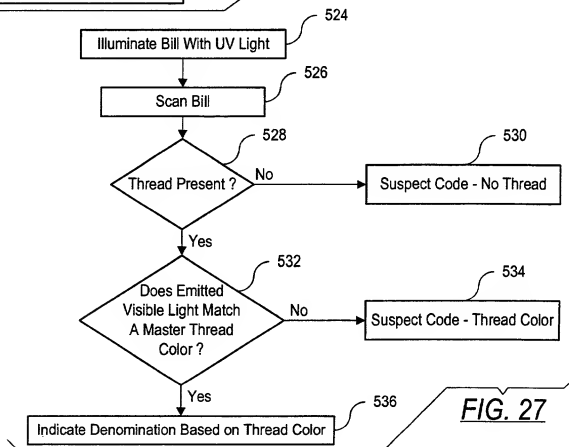 524
Illuminate Bill With UV Light
526
Scan Bill
528
Thread Present ?
No
530
Suspect Code - No Thread
Yes
532
Does Emitted
Visible Light Match
A Master Thread
Color ?
No
534
Suspect Code - Thread Color
Yes
536
Indicate Denomination Based on Thread Color
FIG. 27